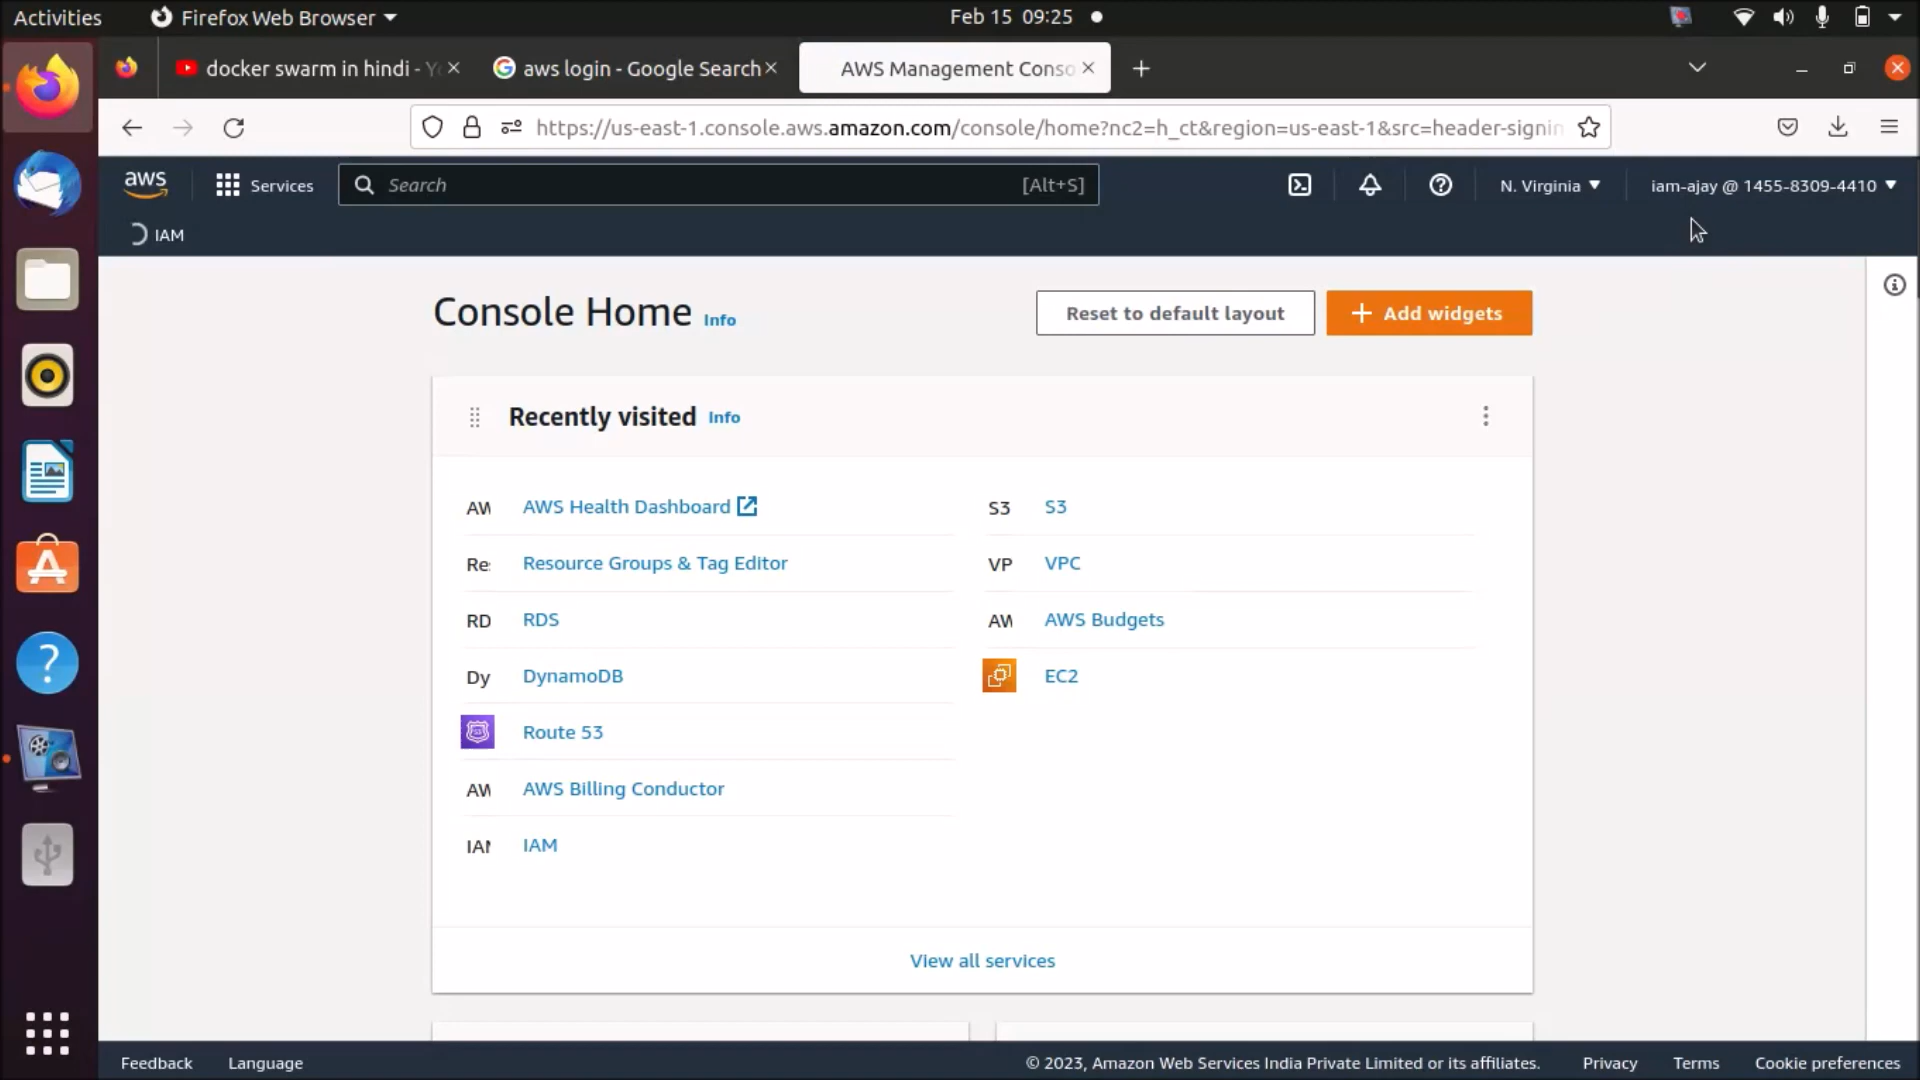 Activities Firefox Web Browser Feb 15 09:25
docker swarm in hindi - Y aws login - Google Search AWS Management Conso
https://us-east-1.console.aws.amazon.com/console/home?nc2=h_ct&region=us-east-1&src=header-signin
aws Services Search [Alt+S] N. Virginia iam-ajay @ 1455-8309-4410
IAM
Console Home Info Reset to default layout Add widgets
Recently visited Info
AW AWS Health Dashboard S3 S3
Re: Resource Groups & Tag Editor VP VPC
RD RDS AW AWS Budgets
Dy DynamoDB EC2
53 Route 53
AW AWS Billing Conductor
IAM IAM
View all services
Feedback Language © 2023, Amazon Web Services India Private Limited or its affiliates. Privacy Terms Cookie preferences